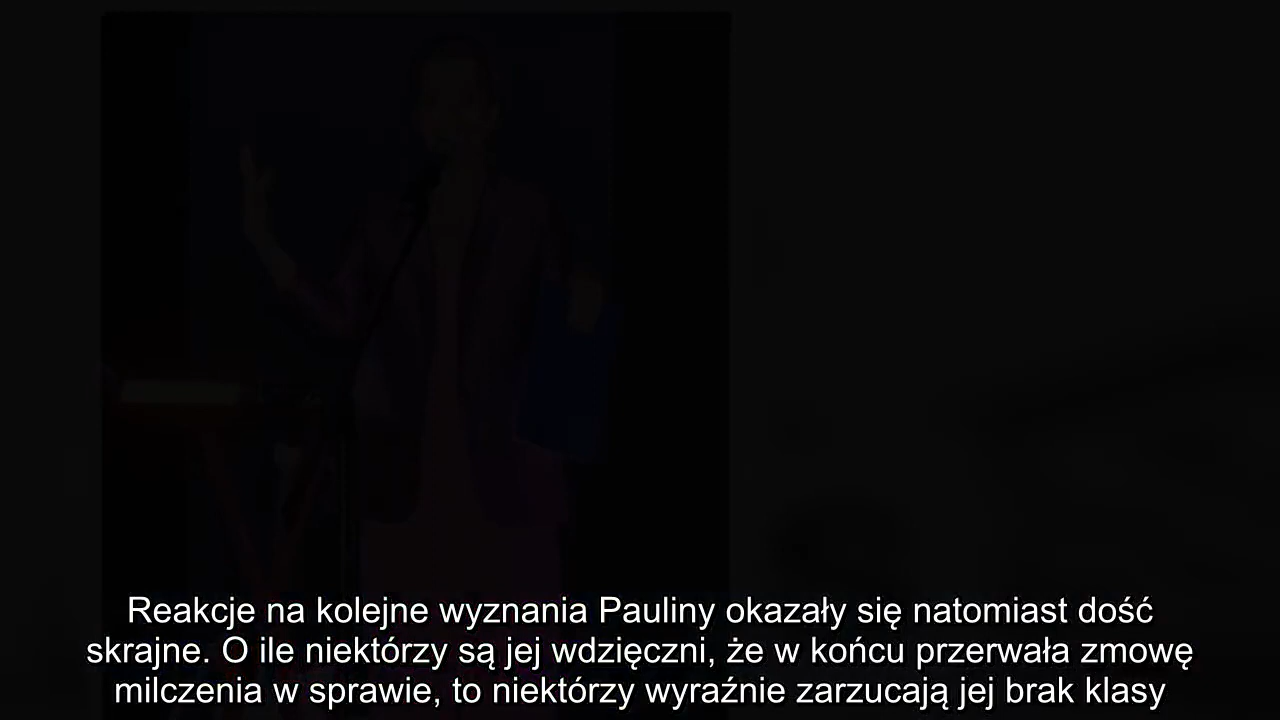 Reakcje na kolejne wyznania Pauliny okazały się natomiast dość
skrajne. O ile niektórzy są jej wdzięczni, że w końcu przerwała zmowę
milczenia w sprawie, to niektórzy wyraźnie zarzucają jej brak klasy